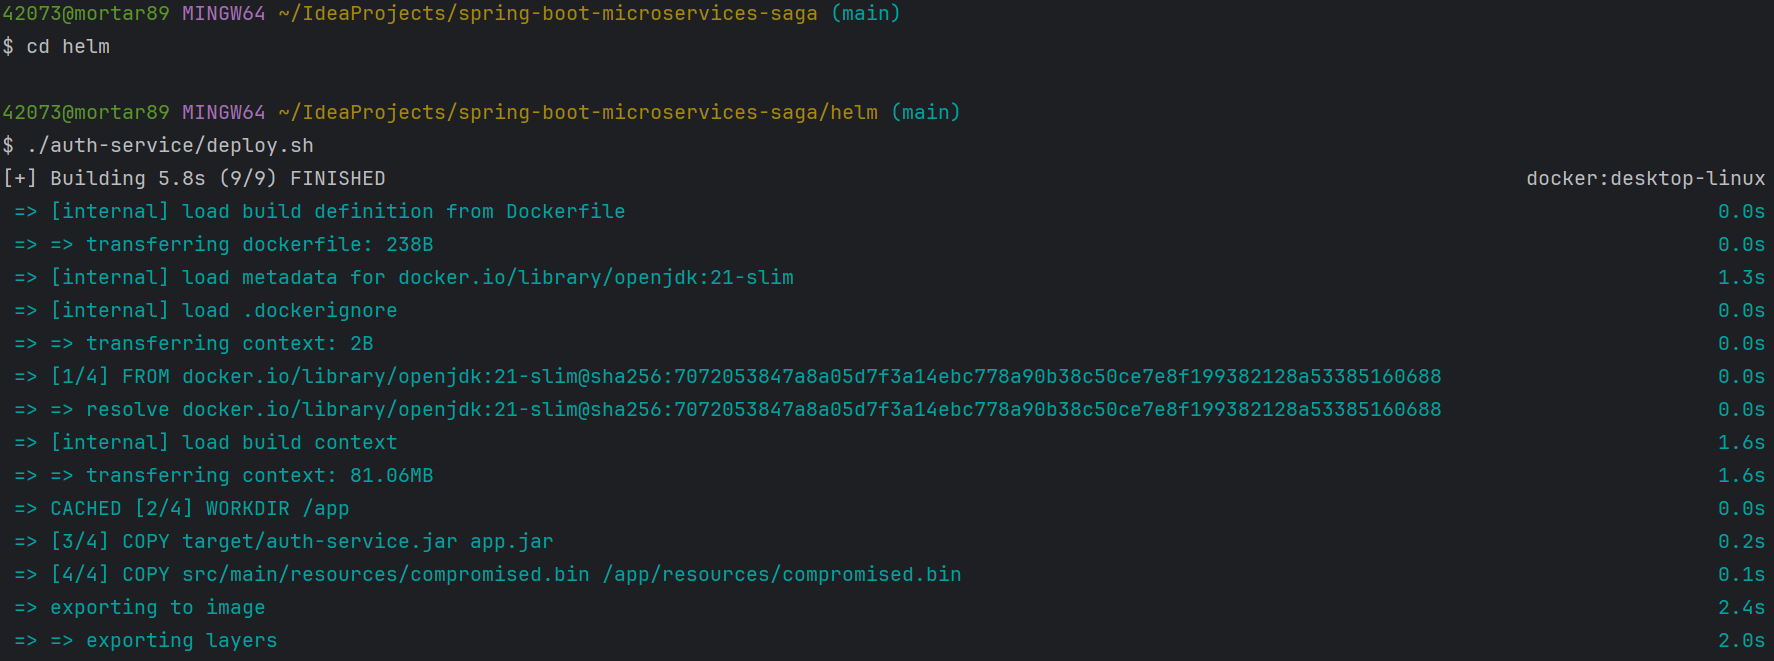 42073@mortar89 MINGW64 ~/IdeaProjects/spring-boot-microservices-saga (main)
$ cd helm
42073@mortar89 MINGW64 ~/IdeaProjects/spring-boot-microservices-saga/helm (main)
$ ./auth-service/deploy.sh
[+] Building 5.8s (9/9) FINISHED docker:desktop-linux
=> [internal] load build definition from Dockerfile 0.0s
=> => transferring dockerfile: 238B 0.0s
=> [internal] load metadata for docker.io/library/openjdk:21-slim 1.3s
=> [internal] load .dockerignore 0.0s
=> => transferring context: 2B 0.0s
=> [1/4] FROM docker.io/library/openjdk:21-slim@sha256:7072053847a8a05d7f3a14ebc778a90b38c50ce7e8f199382128a53385160688 0.0s
=> => resolve docker.io/library/openjdk:21-slim@sha256:7072053847a8a05d7f3a14ebc778a90b38c50ce7e8f199382128a53385160688 0.0s
=> [internal] load build context 1.6s
=> => transferring context: 81.06MB 1.6s
=> CACHED [2/4] WORKDIR /app 0.0s
=> [3/4] COPY target/auth-service.jar app.jar 0.2s
=> [4/4] COPY src/main/resources/compromised.bin /app/resources/compromised.bin 0.1s
=> exporting to image 2.4s
=> => exporting layers 2.0s